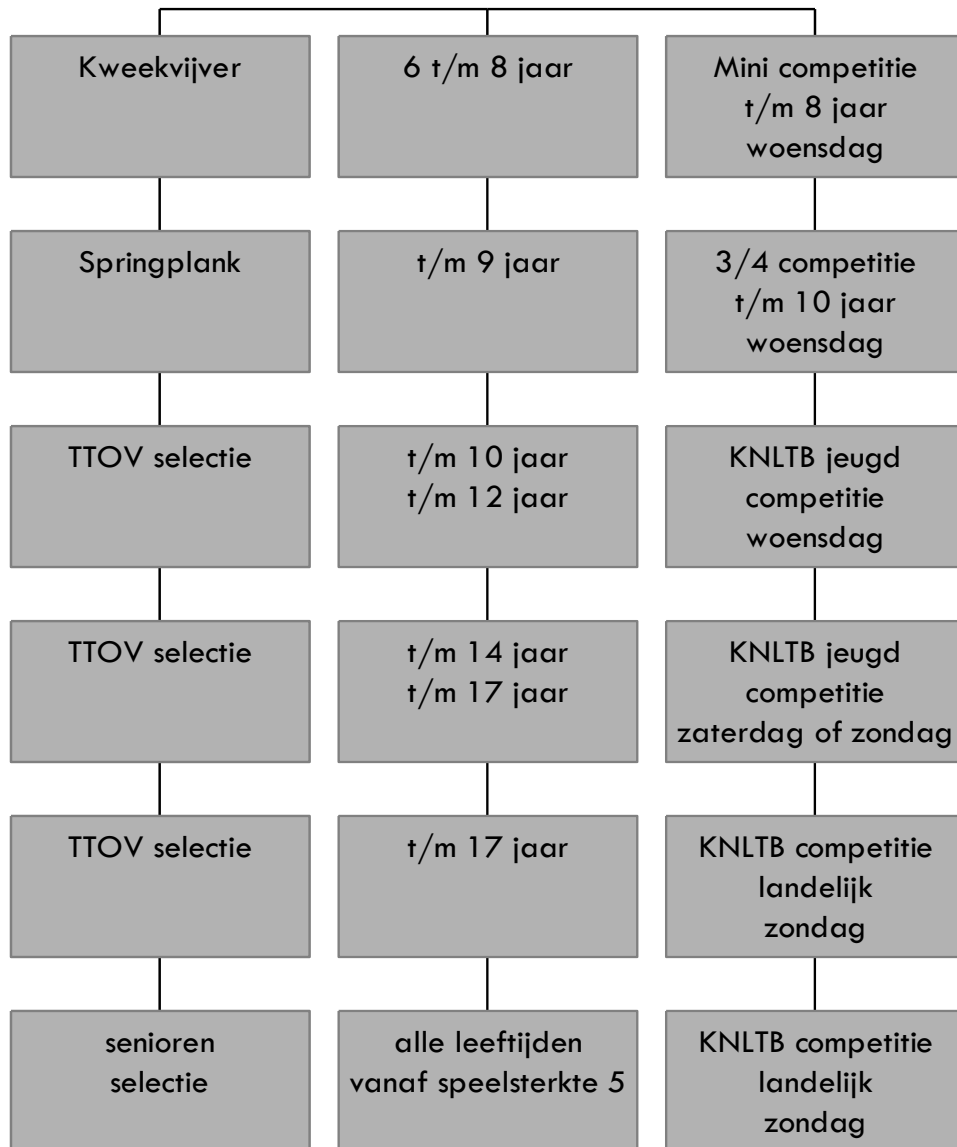 Kweekvijver
6 t/m 8 jaar
Mini competitie
t/m 8 jaar
woensdag
Springplank
t/m 9 jaar
3/4 competitie
t/m 10 jaar
woensdag
TTOV selectie
t/m 10 jaar
t/m 12 jaar
KNLTB jeugd
competitie
woensdag
TTOV selectie
t/m 14 jaar
t/m 17 jaar
KNLTB jeugd
competitie
zaterdag of zondag
TTOV selectie
t/m 17 jaar
KNLTB competitie
landelijk
zondag
senioren
selectie
alle leeftijden
vanaf speelsterkte 5
KNLTB competitie
landelijk
zondag